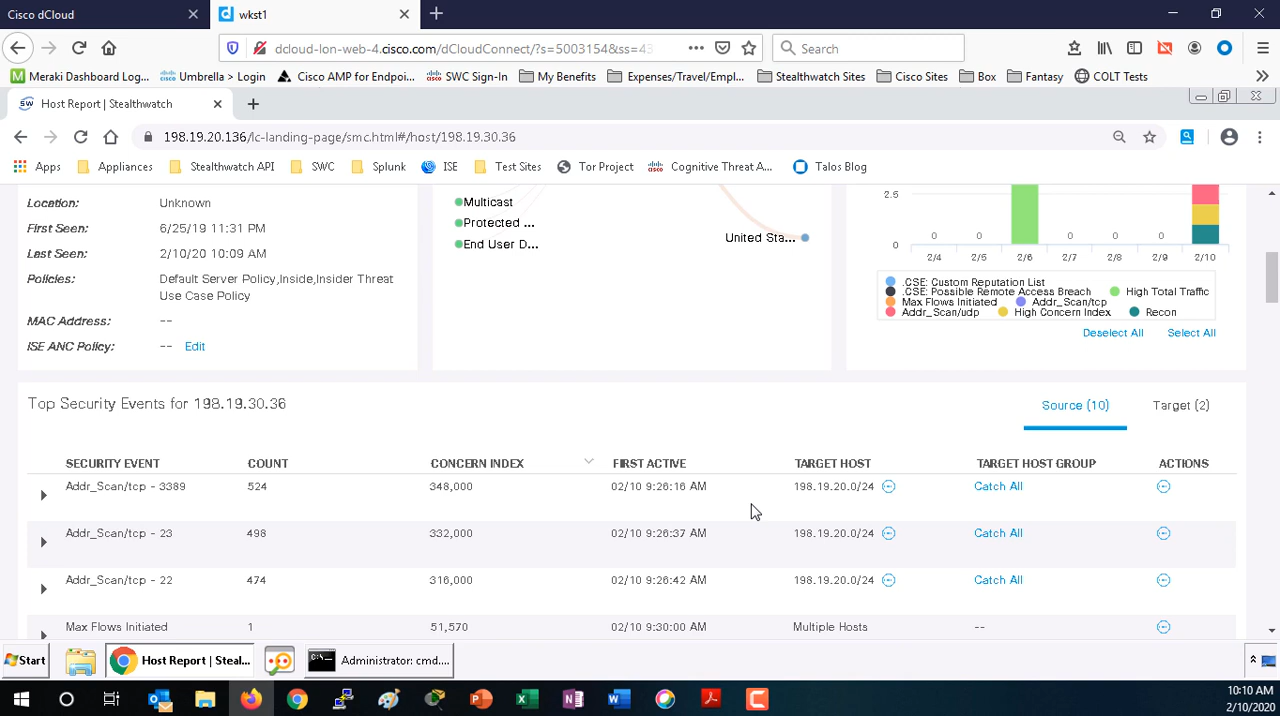 Cisco dCloud
wkst1
dcloud-lon-web-4.cisco.com/dCloudConnect/?s=5003154&ss=43
Search
Meraki Dashboard Log...
Umbrella > Login
Cisco AMP for Endpoi...
SWC Sign-In
My Benefits
Expenses/Travel/Empl...
Stealthwatch Sites
Cisco Sites
Box
Fantasy
COLT Tests
Host Report | Stealthwatch
198.19.20.136/lc-landing-page/smc.html#/host/198.19.30.36
Apps
Appliances
Stealthwatch API
SWC
Splunk
ISE
Test Sites
Tor Project
Cognitive Threat A...
Talos Blog
Location: Unknown
First Seen: 6/25/19 11:31 PM
Last Seen: 2/10/20 10:09 AM
Policies: Default Server Policy,Inside,Insider Threat
Use Case Policy
MAC Address: --
ISE ANC Policy: -- Edit
Multicast
Protected ...
End User D...
United Sta...
2.5
0
0 0 0 0 0
2/4 2/5 2/6 2/7 2/8 2/9 2/10
.CSE: Custom Reputation List
.CSE: Possible Remote Access Breach High Total Traffic
Max Flows Initiated Addr_Scan/tcp
Addr_Scan/udp High Concern Index Recon
Deselect All Select All
Top Security Events for 198.19.30.36
Source (10) Target (2)
SECURITY EVENT COUNT CONCERN INDEX FIRST ACTIVE TARGET HOST TARGET HOST GROUP ACTIONS
Addr_Scan/tcp - 3389 524 348,000 02/10 9:26:16 AM 198.19.20.0/24 Catch All
Addr_Scan/tcp - 23 498 332,000 02/10 9:26:37 AM 198.19.20.0/24 Catch All
Addr_Scan/tcp - 22 474 316,000 02/10 9:26:42 AM 198.19.20.0/24 Catch All
Max Flows Initiated 1 51,570 02/10 9:30:00 AM Multiple Hosts --
Start
Host Report | Steal...
Administrator: cmd....
10:10 AM
2/10/2020